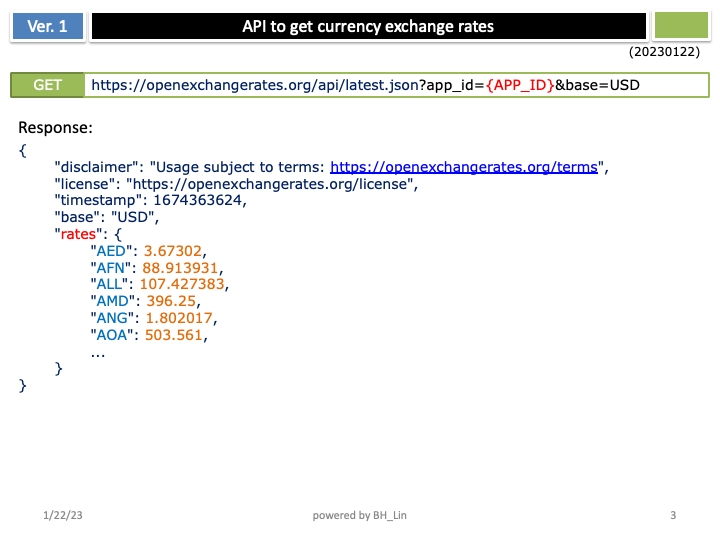 Ver. 1
API to get currency exchange rates
(20230122)
GET
https://openexchangerates.org/api/latest.json?app_id={APP_ID}&base=USD
Response:
{
"disclaimer": "Usage subject to terms: https://openexchangerates.org/terms",
"license": "https://openexchangerates.org/license",
"timestamp": 1674363624,
"base": "USD",
"rates": {
"AED": 3.67302,
"AFN": 88.913931,
"ALL": 107.427383,
"AMD": 396.25,
"ANG": 1.802017,
"AOA": 503.561,
...
}
}
1/22/23
powered by BH_Lin
3